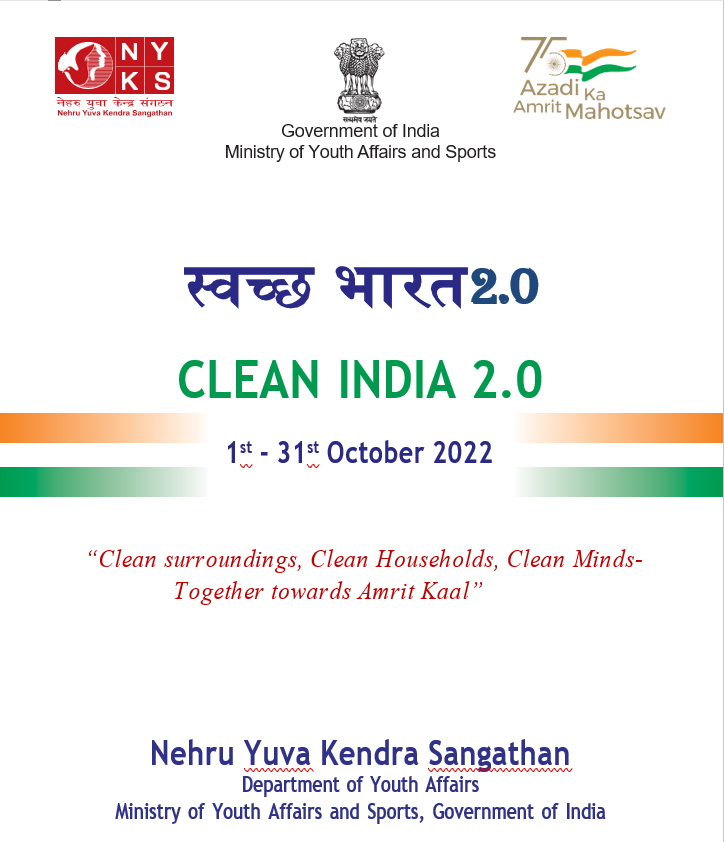 NY
KS
नेहरु युवा केन्द्र संगठन
Nehru Yuva Kendra Sangathan
सत्यमेव जयते
Government of India
Ministry of Youth Affairs and Sports
75
Azadi Ka
Amrit Mahotsav
स्वच्छ भारत 2.0
CLEAN INDIA 2.0
1st - 31st October 2022
“Clean surroundings, Clean Households, Clean Minds-
Together towards Amrit Kaal”
Nehru Yuva Kendra Sangathan
Department of Youth Affairs
Ministry of Youth Affairs and Sports, Government of India